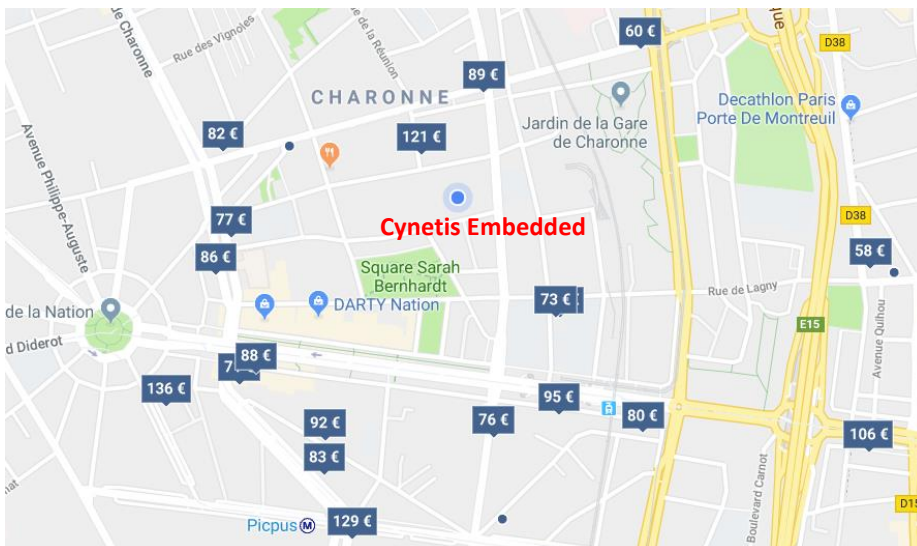 60 €
que
D38
de Charonne
Rue des Vignoles
de la Réunion
89 €
CHARONNE
Decathlon Paris
Porte De Montreuil
82 €
121 €
Jardin de la Gare
de Charonne
Avenue Philippe-Auguste
77 €
Cynetis Embedded
D38
86 €
58 €
Square Sarah
Bernhardt
de la Nation
DARTY Nation
73 €
Rue de Lagny
d Diderot
E15
Avenue Quihou
88 €
136 €
95 €
92 €
76 €
80 €
106 €
83 €
Boulevard Carnot
D15
Picpus M
129 €